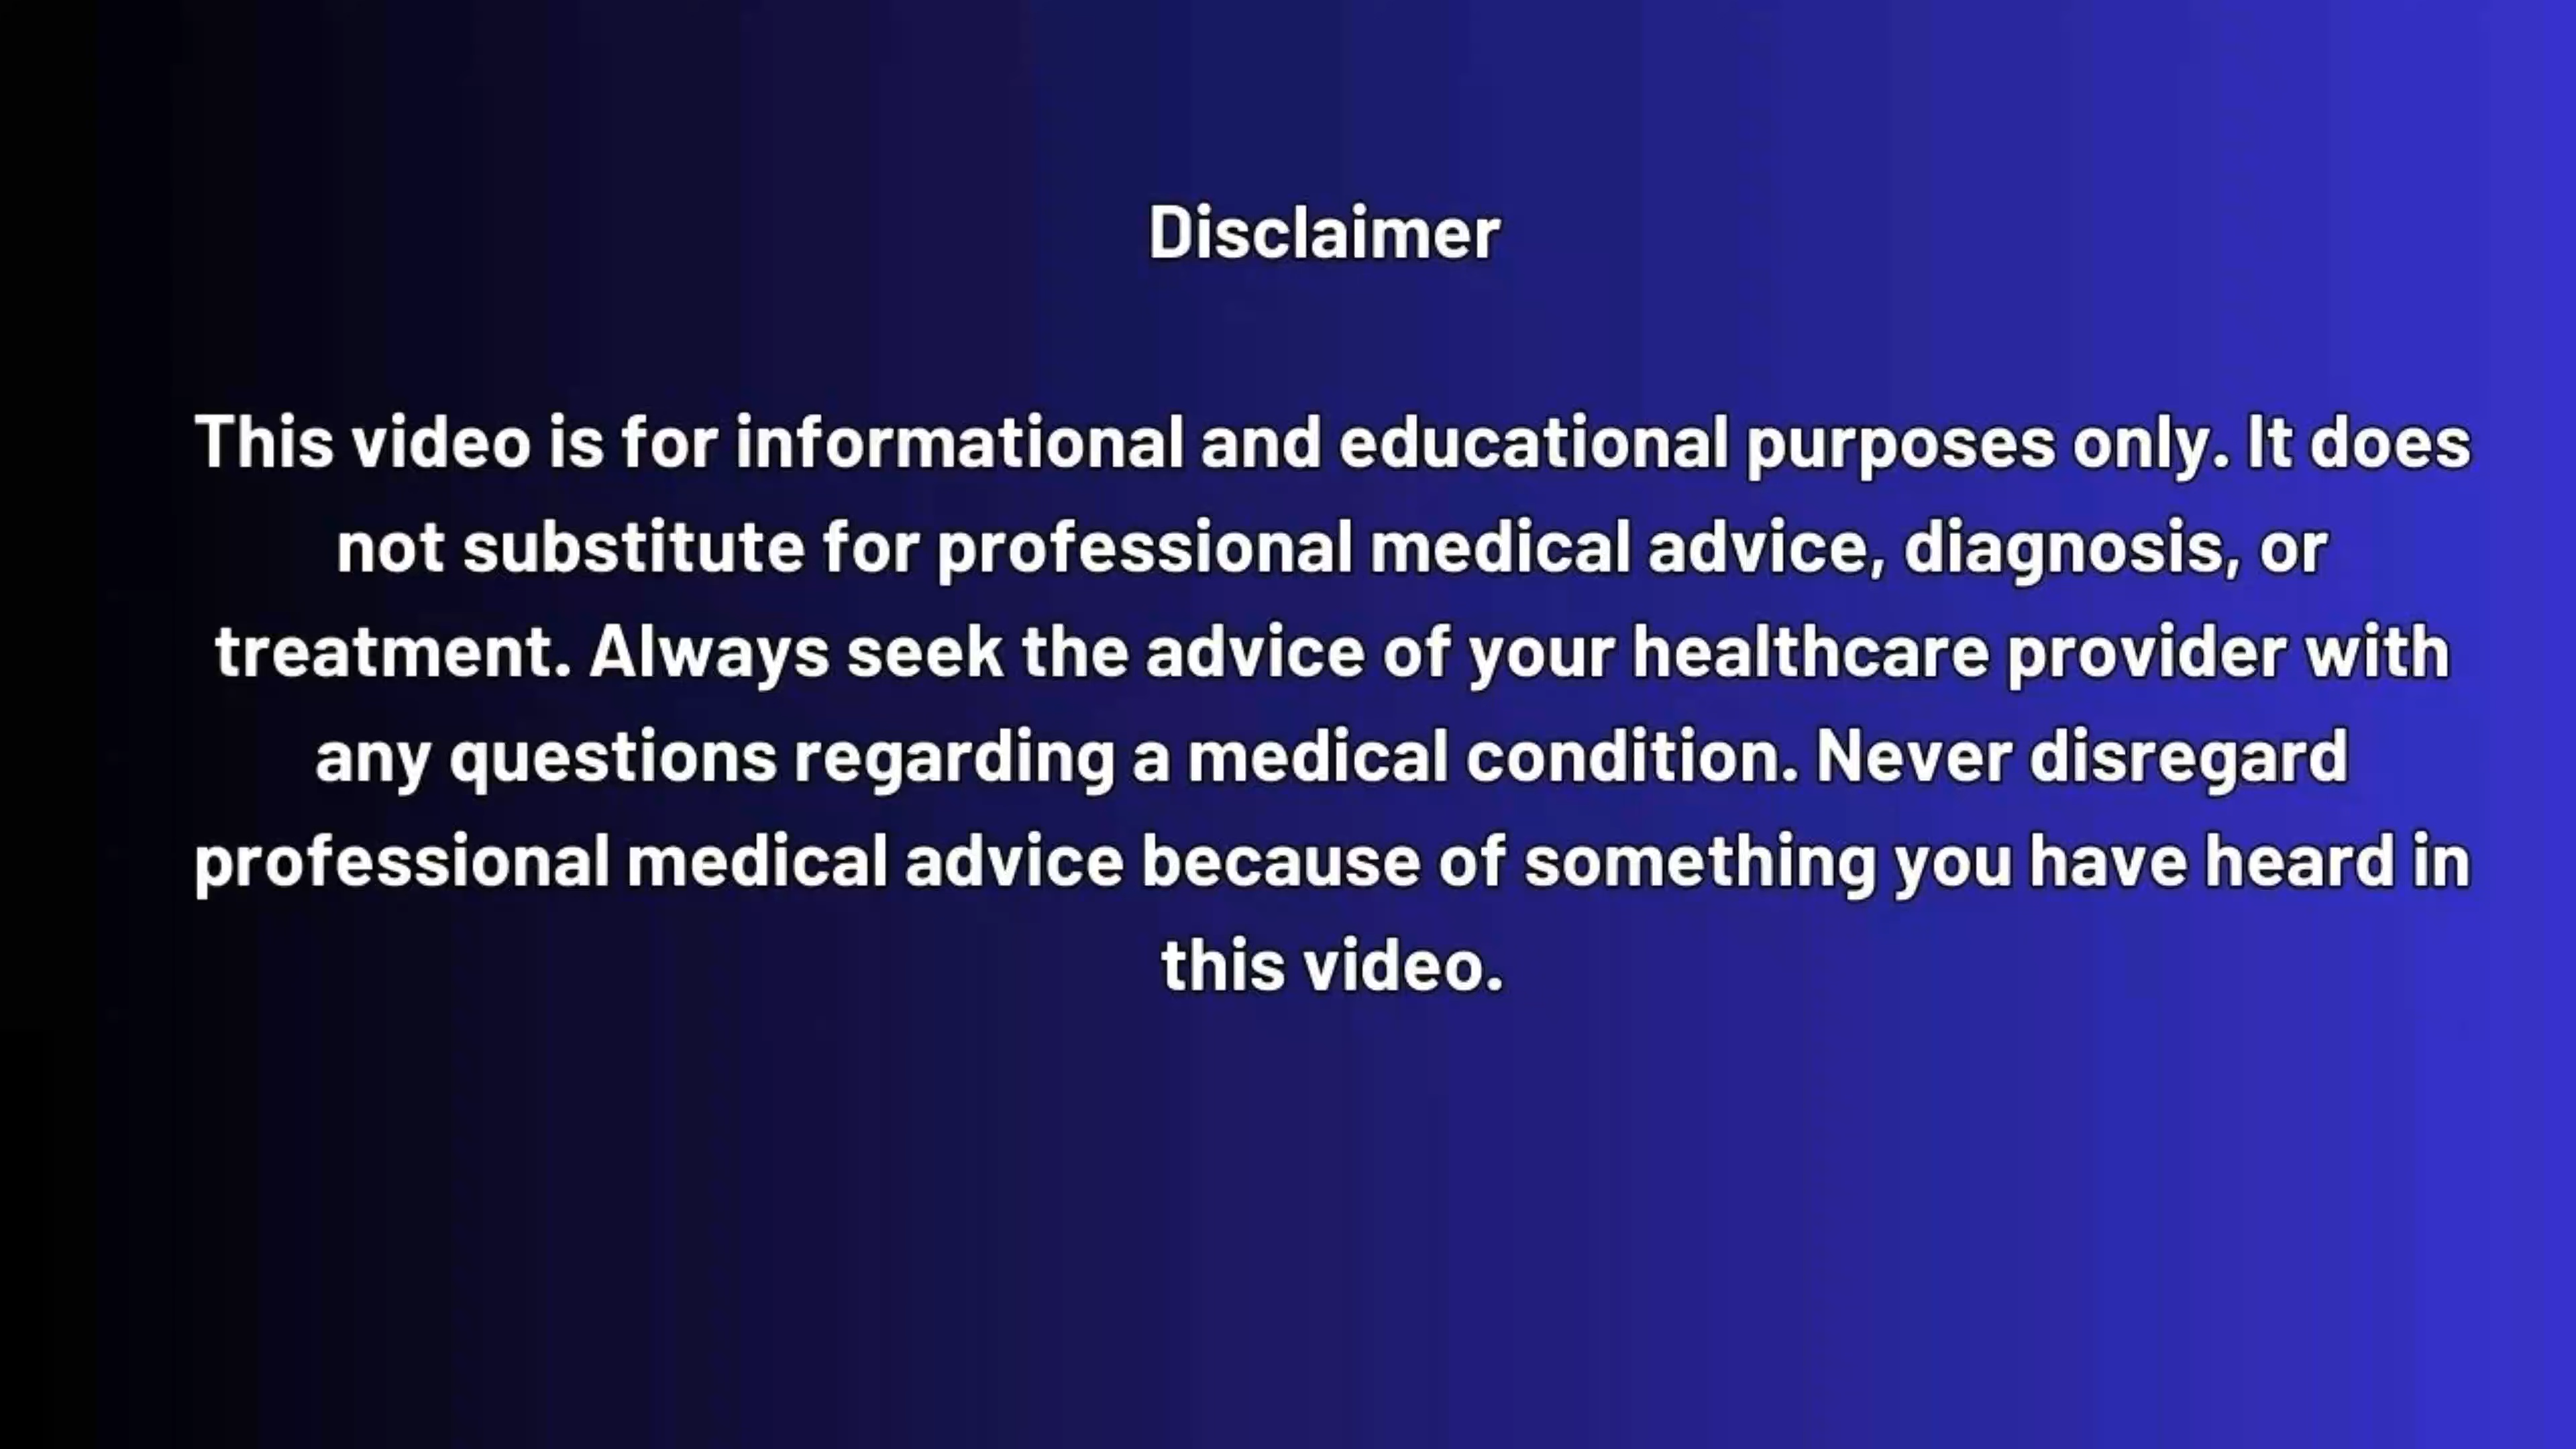 Disclaimer
This video is for informational and educational purposes only. It does
not substitute for professional medical advice, diagnosis, or
treatment. Always seek the advice of your healthcare provider with
any questions regarding a medical condition. Never disregard
professional medical advice because of something you have heard in
this video.